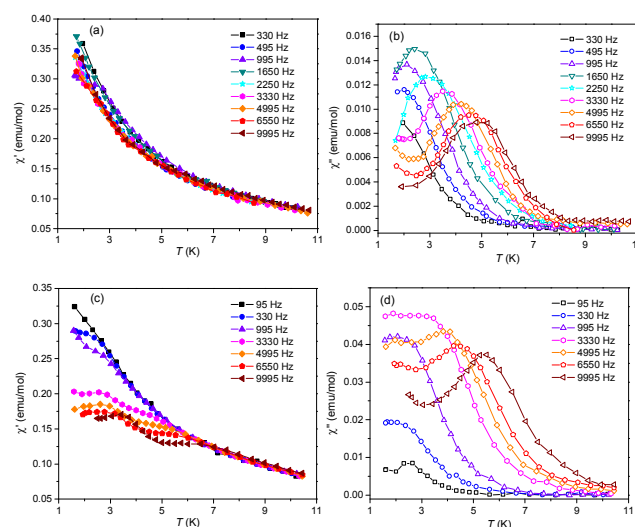 (a)
330 Hz
495 Hz
995 Hz
1650 Hz
2250 Hz
3330 Hz
4995 Hz
6550 Hz
9995 Hz
0.40
0.35
0.30
0.25
0.20
0.15
0.10
0.05
χ' (emu/mol)
1 3 5 7 9 11
T (K)
(b)
330 Hz
495 Hz
995 Hz
1650 Hz
2250 Hz
3330 Hz
4995 Hz
6550 Hz
9995 Hz
0.016
0.014
0.012
0.010
0.008
0.006
0.004
0.002
0.000
χ" (emu/mol)
1 3 5 7 9
T (K)
(c)
95 Hz
330 Hz
995 Hz
3330 Hz
4995 Hz
6550 Hz
9995 Hz
0.35
0.30
0.25
0.20
0.15
0.10
0.05
χ' (emu/mol)
1 3 5 7 9 11
T (K)
(d)
95 Hz
330 Hz
995 Hz
3330 Hz
4995 Hz
6550 Hz
9995 Hz
0.05
0.04
0.03
0.02
0.01
0.00
χ" (emu/mol)
1 3 5 7 9 11
T (K)